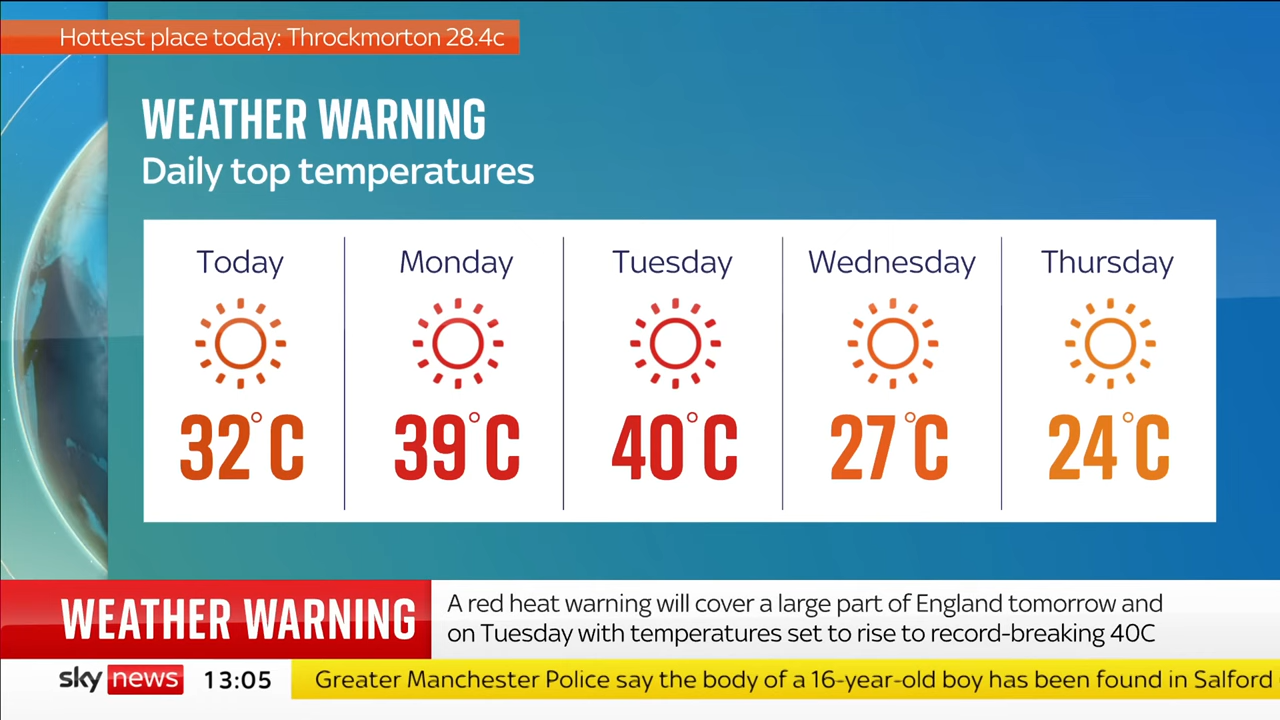 Hottest place today: Throckmorton 28.4c
WEATHER WARNING
Daily top temperatures
Today
Monday
Tuesday
Wednesday
Thursday
32°C
39°C
40°C
27°C
24°C
WEATHER WARNING
A red heat warning will cover a large part of England tomorrow and
on Tuesday with temperatures set to rise to record-breaking 40C
sky news
13:05
Greater Manchester Police say the body of a 16-year-old boy has been found in Salford